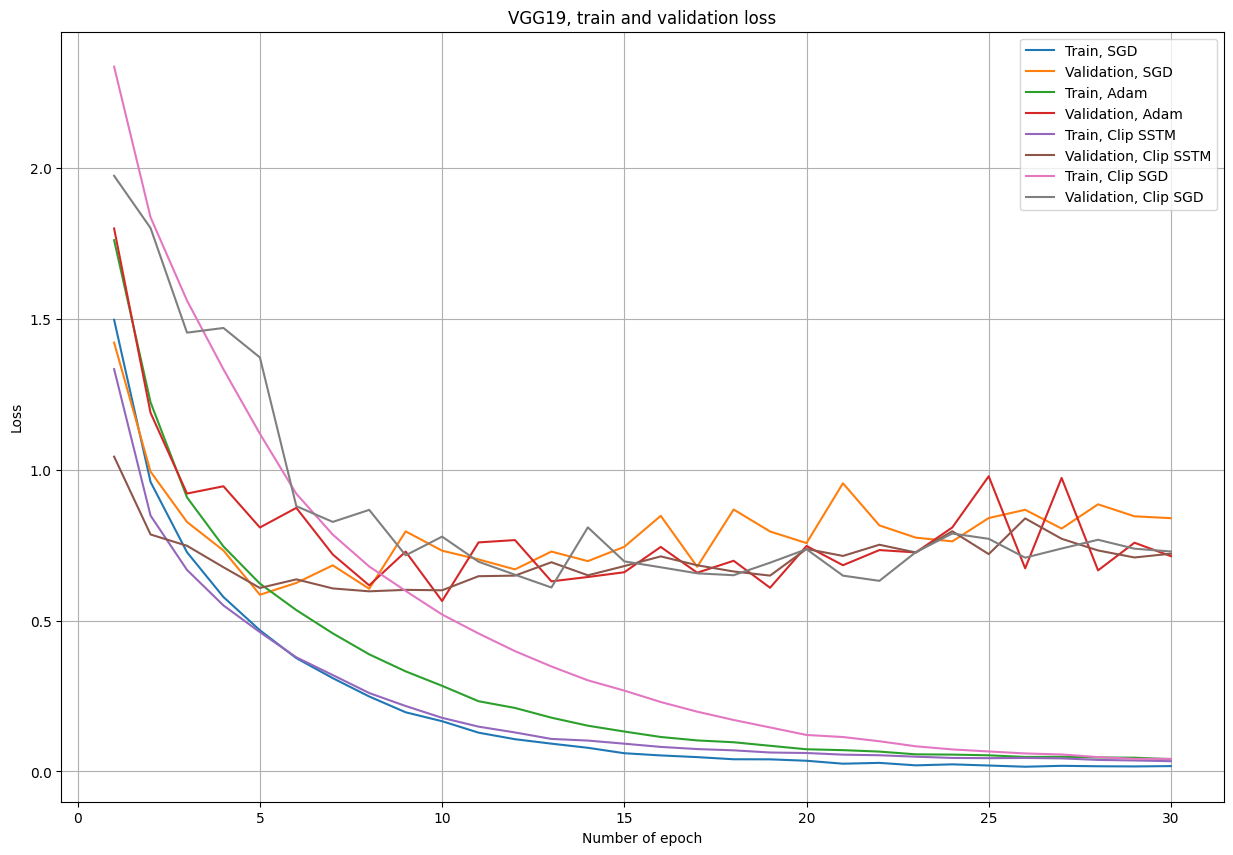 VGG19, train and validation loss
Train, SGD
Validation, SGD
Train, Adam
Validation, Adam
Train, Clip SSTM
Validation, Clip SSTM
Train, Clip SGD
Validation, Clip SGD
Loss
2.0
1.5
1.0
0.5
0.0
0 5 10 15 20 25 30
Number of epoch